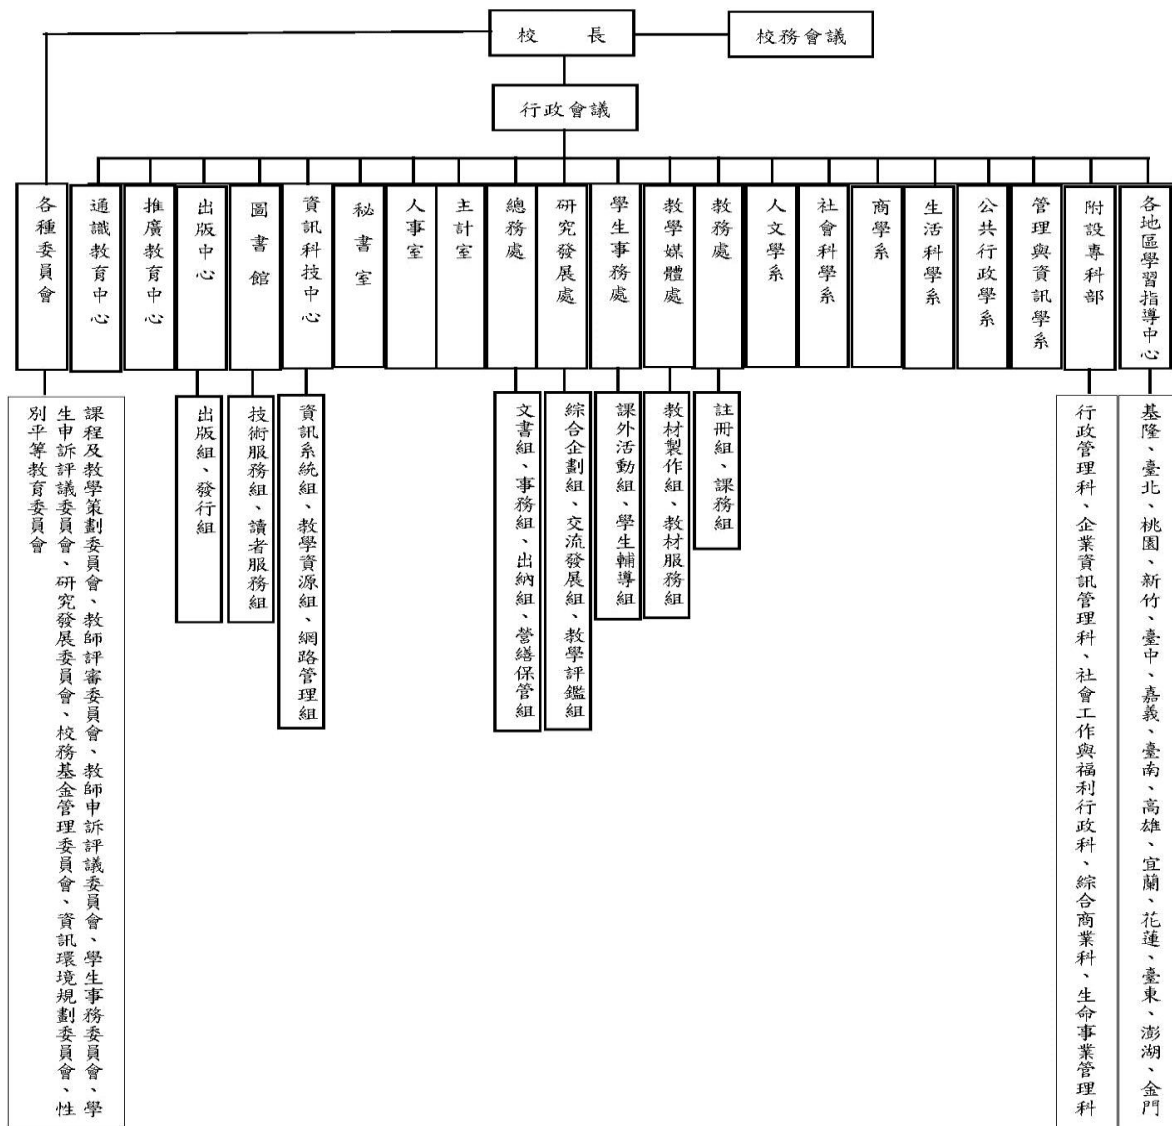 校長
校務會議
行政會議
各種委員會
通識教育中心
推廣教育中心
出版中心
圖書館
資訊科技中心
秘書室
人事室
主計室
總務處
研究發展處
學生事務處
教學媒體處
教務處
人文學系
社會科學系
商學系
生活科學系
公共行政學系
管理與資訊學系
附設專科部
各地區學習指導中心
課程及教學策劃委員會、教師評審委員會、教師申訴評議委員會、學生事務委員會、學
生申訴評議委員會、研究發展委員會、校務基金管理委員會、資訊環境規劃委員會、性
別平等教育委員會
出版組、發行組
技術服務組、讀者服務組
資訊系統組、教學資源組、網路管理組
文書組、事務組、出納組、營繕保管組
綜合企劃組、交流發展組、教學評鑑組
課外活動組、學生輔導組
教材製作組、教材服務組
註冊組、課務組
行政管理科、企業資訊管理科、社會工作與福利行政科、綜合商業科、生命事業管理科
基隆、臺北、桃園、新竹、臺中、嘉義、臺南、高雄、宜蘭、花蓮、臺東、澎湖、金門